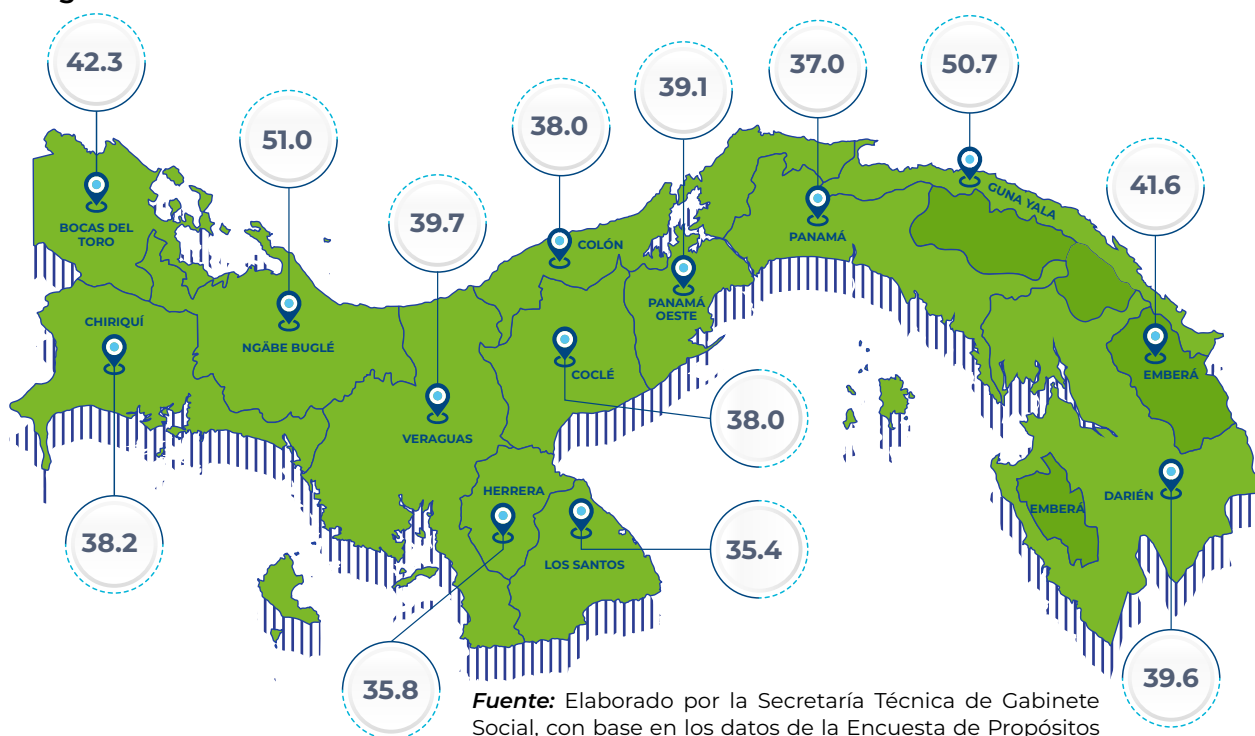 42.3
51.0
39.7
38.0
39.1
37.0
50.7
41.6
BOCAS DEL
TORO
CHIRIQUÍ
NGÄBE BUGLÉ
VERAGUAS
COLÓN
COCLÉ
PANAMÁ
OESTE
PANAMÁ
GUNA YALA
EMBERÁ
DARIÉN
EMBERÁ
HERRERA
LOS SANTOS
38.2
38.0
35.4
35.8
39.6
Fuente: Elaborado por la Secretaría Técnica de Gabinete
Social, con base en los datos de la Encuesta de Propósitos